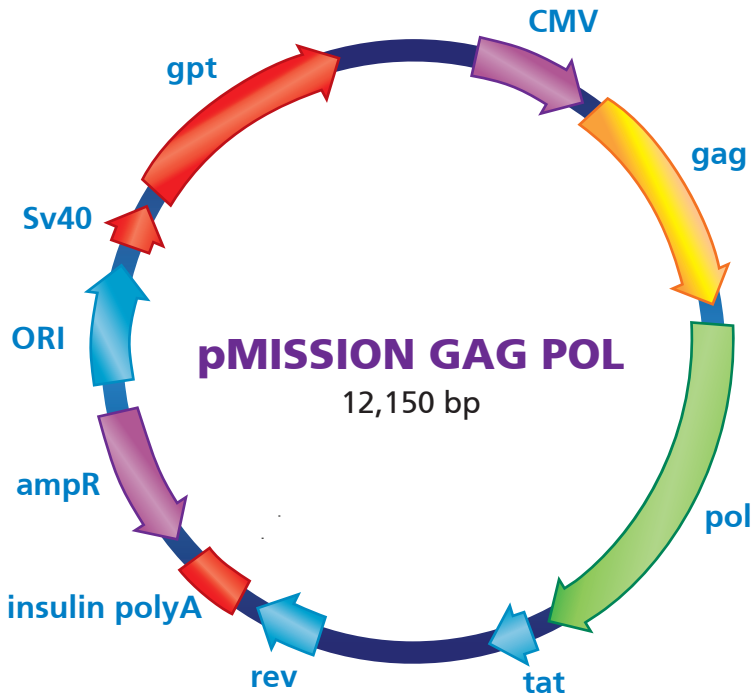 CMV
gpt
gag
Sv40
ORI
pMISSION GAG POL
12,150 bp
ampR
pol
insulin polyA
rev
tat